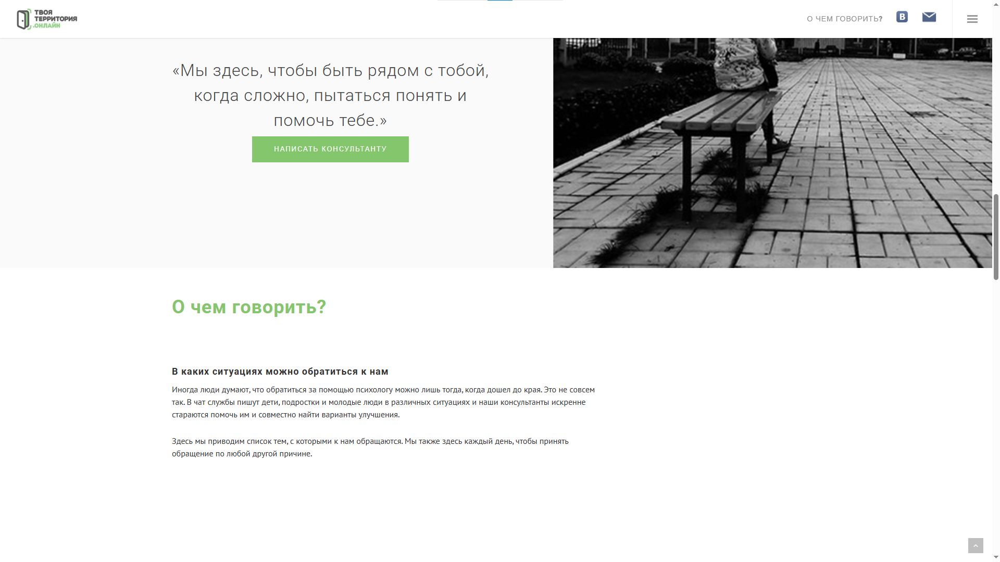 ТВОЯ
ТЕРРИТОРИЯ
.ОНЛАЙН
О ЧЕМ ГОВОРИТЬ?
В
«Мы здесь, чтобы быть рядом с тобой,
когда сложно, пытаться понять и
помочь тебе.»
НАПИСАТЬ КОНСУЛЬТАНТУ
О чем говорить?
В каких ситуациях можно обратиться к нам
Иногда люди думают, что обратиться за помощью психологу можно лишь тогда, когда дошел до края. Это не совсем
так. В чат службы пишут дети, подростки и молодые люди в различных ситуациях и наши консультанты искренне
стараются помочь им и совместно найти варианты улучшения.
Здесь мы приводим список тем, с которыми к нам обращаются. Мы также здесь каждый день, чтобы принять
обращение по любой другой причине.